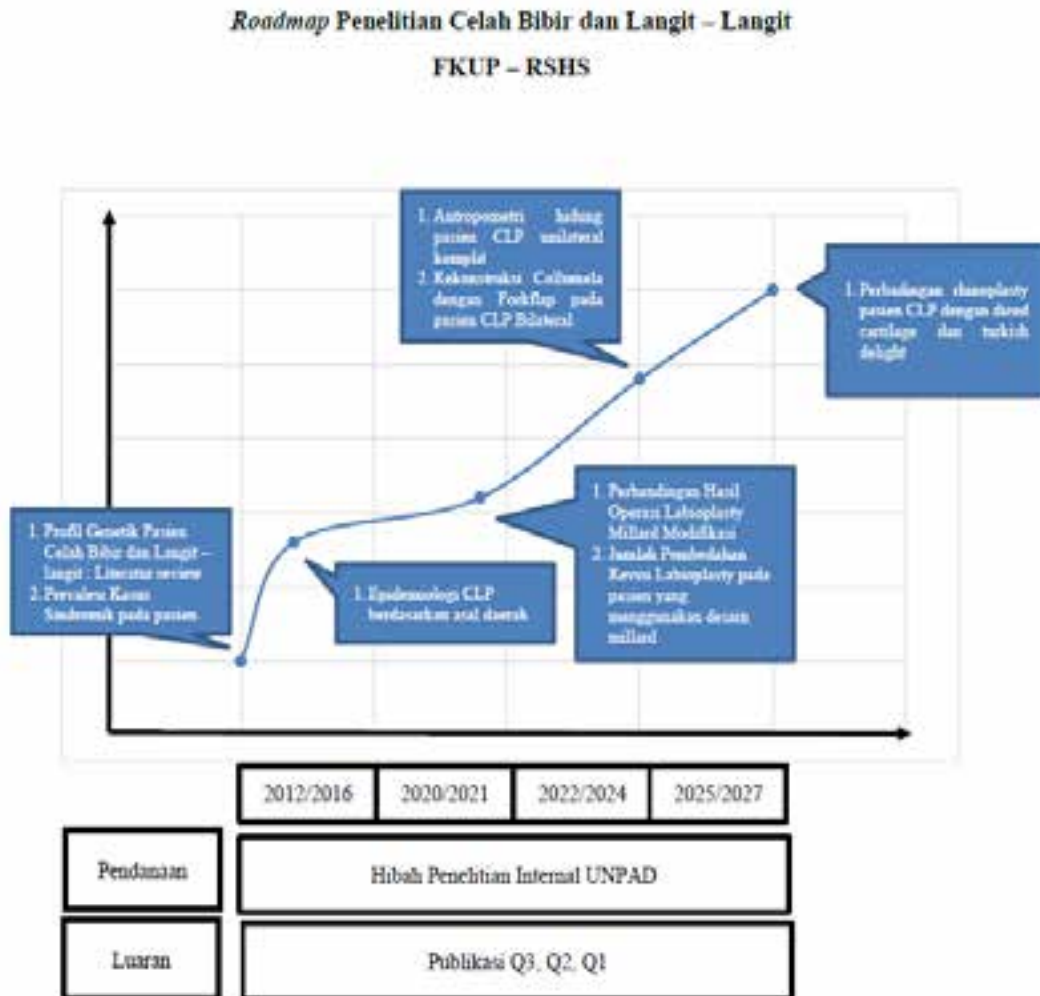 Roadmap Penelitian Celah Bibir dan Langit – Langit
FKUP – RSHS
1. Antropometri hidung
pasien CLP unilateral
komplit
2. Rekonstruksi Collumela
dengan Forkflap pada
pasien CLP Bilateral
1. Perbadingan rhinoplasty
pasien CLP dengan diced
cartilage dan turkish
delight
1. Perbandingan Hasil
Operasi Labioplasty
Millard Modifikasi
2. Jumlah Pembedahan
Revisi Labioplasty pada
pasien yang
menggunakan desain
millard
1. Profil Genetik Pasien
Celah Bibir dan Langit –
langit : Literatur review
2. Prevalesi Kasus
Sindromik pada pasien
1. Epidemiologi CLP
berdasarkan asal daerah
2012/2016 2020/2021 2022/2024 2025/2027
Pendanaan Hibah Penelitian Internal UNPAD
Luaran Publikasi Q3, Q2, Q1